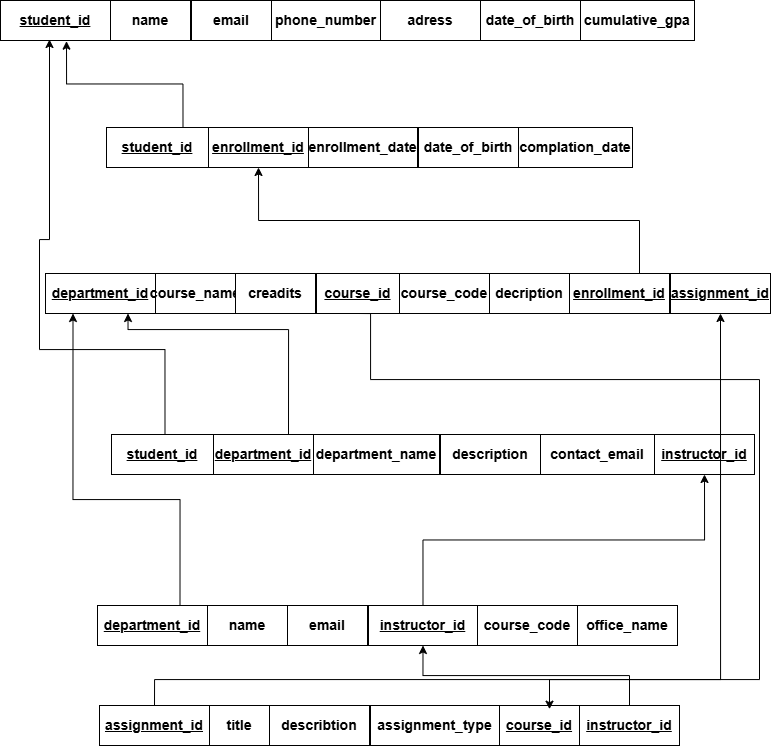 student_id name email phone_number adress date_of_birth cumulative_gpa
student_id enrollment_id enrollment_date date_of_birth complation_date
department_id course_name creadits course_id course_code decription enrollment_id assignment_id
student_id department_id department_name description contact_email instructor_id
department_id name email instructor_id course_code office_name
assignment_id title describtion assignment_type course_id instructor_id